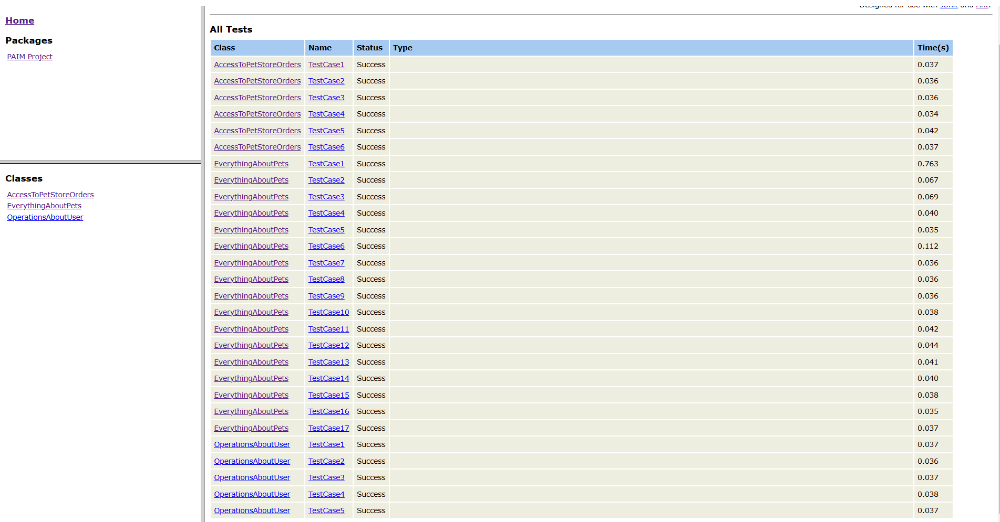 Home
Packages
PAIM Project
Classes
AccessToPetStoreOrders
EverythingAboutPets
OperationsAboutUser
Designed for use with JUnit and Ant.
All Tests
Class Name Status Type Time(s)
AccessToPetStoreOrders TestCase1 Success 0.037
AccessToPetStoreOrders TestCase2 Success 0.036
AccessToPetStoreOrders TestCase3 Success 0.036
AccessToPetStoreOrders TestCase4 Success 0.034
AccessToPetStoreOrders TestCase5 Success 0.042
AccessToPetStoreOrders TestCase6 Success 0.037
EverythingAboutPets TestCase1 Success 0.763
EverythingAboutPets TestCase2 Success 0.067
EverythingAboutPets TestCase3 Success 0.069
EverythingAboutPets TestCase4 Success 0.040
EverythingAboutPets TestCase5 Success 0.035
EverythingAboutPets TestCase6 Success 0.112
EverythingAboutPets TestCase7 Success 0.036
EverythingAboutPets TestCase8 Success 0.036
EverythingAboutPets TestCase9 Success 0.036
EverythingAboutPets TestCase10 Success 0.038
EverythingAboutPets TestCase11 Success 0.042
EverythingAboutPets TestCase12 Success 0.044
EverythingAboutPets TestCase13 Success 0.041
EverythingAboutPets TestCase14 Success 0.040
EverythingAboutPets TestCase15 Success 0.038
EverythingAboutPets TestCase16 Success 0.035
EverythingAboutPets TestCase17 Success 0.037
OperationsAboutUser TestCase1 Success 0.037
OperationsAboutUser TestCase2 Success 0.036
OperationsAboutUser TestCase3 Success 0.037
OperationsAboutUser TestCase4 Success 0.038
OperationsAboutUser TestCase5 Success 0.037